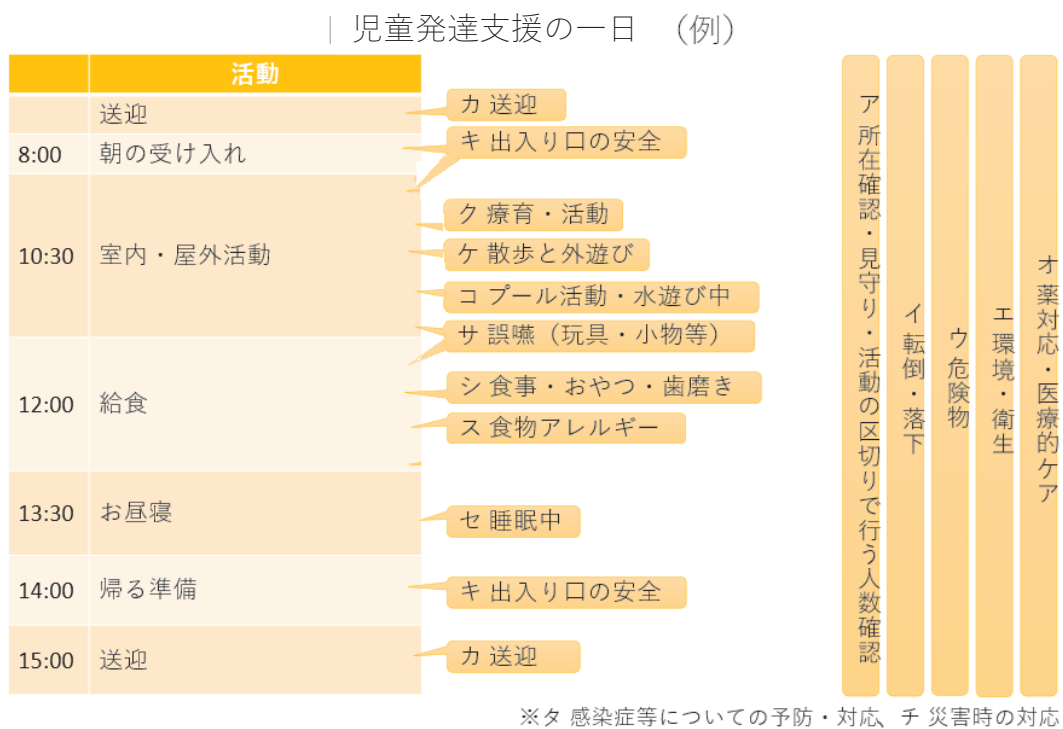 児童発達支援の一日 （例）
活動
送迎
カ 送迎
8:00 朝の受け入れ
キ 出入り口の安全
10:30 室内・屋外活動
ク 療育・活動
ケ 散歩と外遊び
コ プール活動・水遊び中
サ 誤嚥（玩具・小物等）
12:00 給食
シ 食事・おやつ・歯磨き
ス 食物アレルギー
13:30 お昼寝
セ 睡眠中
14:00 帰る準備
キ 出入り口の安全
15:00 送迎
カ 送迎
ア 所在確認・見守り・活動の区切りで行う人数確認
イ 転倒・落下
ウ 危険物
エ 環境・衛生
オ 薬対応・医療的ケア
※タ 感染症等についての予防・対応、チ 災害時の対応